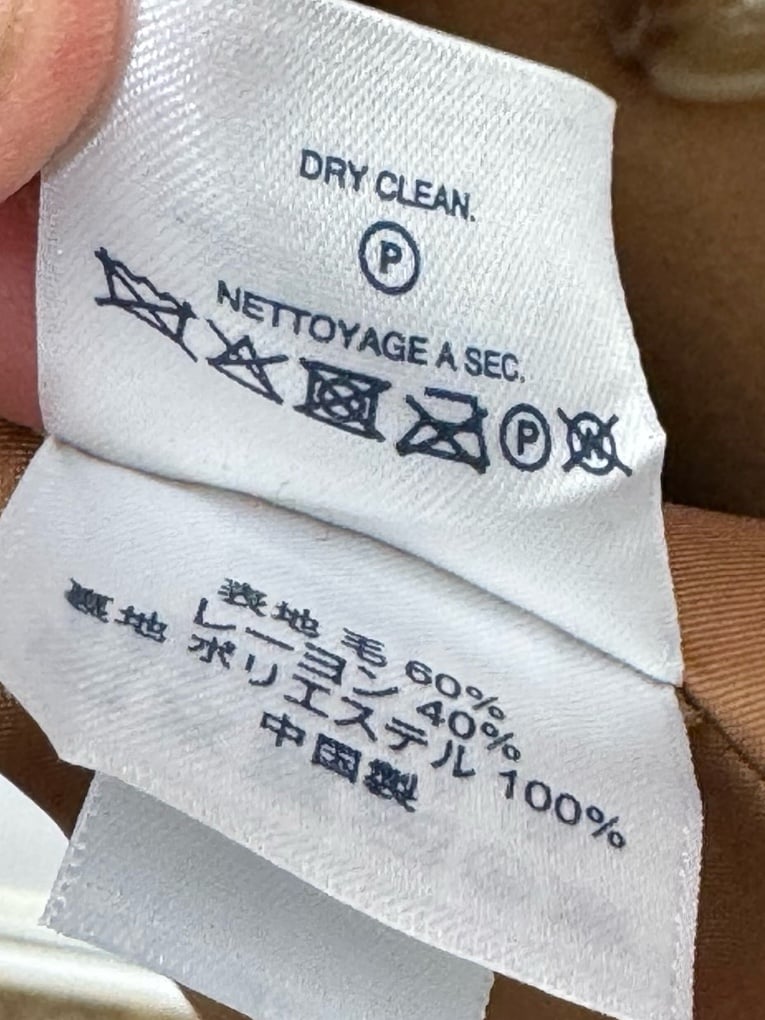 DRY CLEAN.
P
NETTOYAGE A SEC.
P W
表地 毛 60%
レーヨン 40%
裏地 ポリエステル 100%
中国製